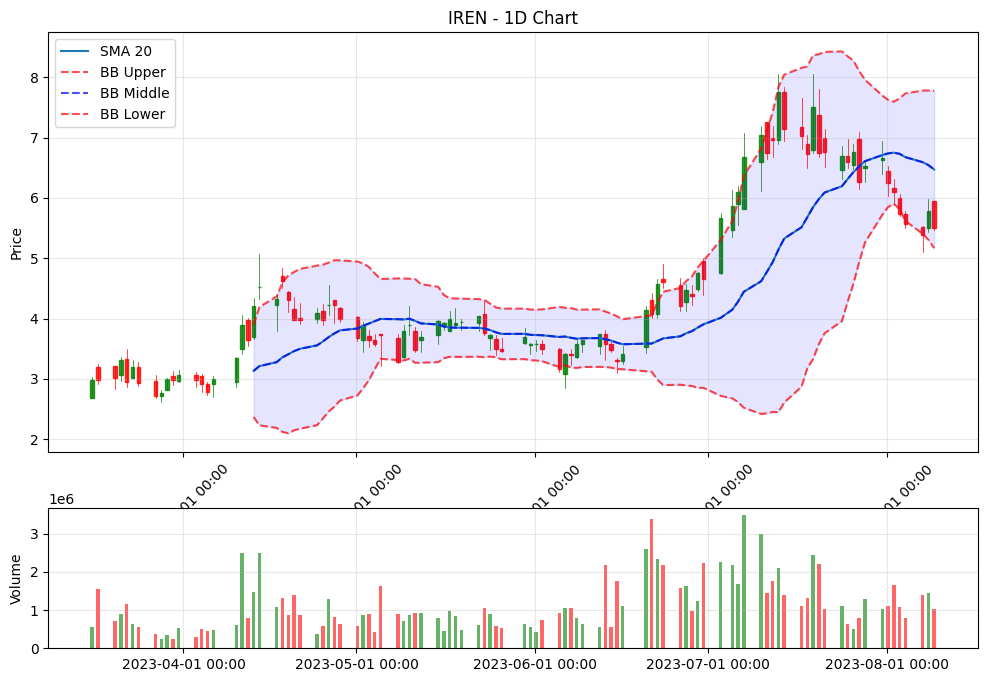 IREN - 1D Chart
SMA 20
BB Upper
BB Middle
BB Lower
Price
8
7
6
5
4
3
2
01 00:00
01 00:00
01 00:00
01 00:00
01 00:00
1e6
Volume
3
2
1
0
2023-04-01 00:00
2023-05-01 00:00
2023-06-01 00:00
2023-07-01 00:00
2023-08-01 00:00